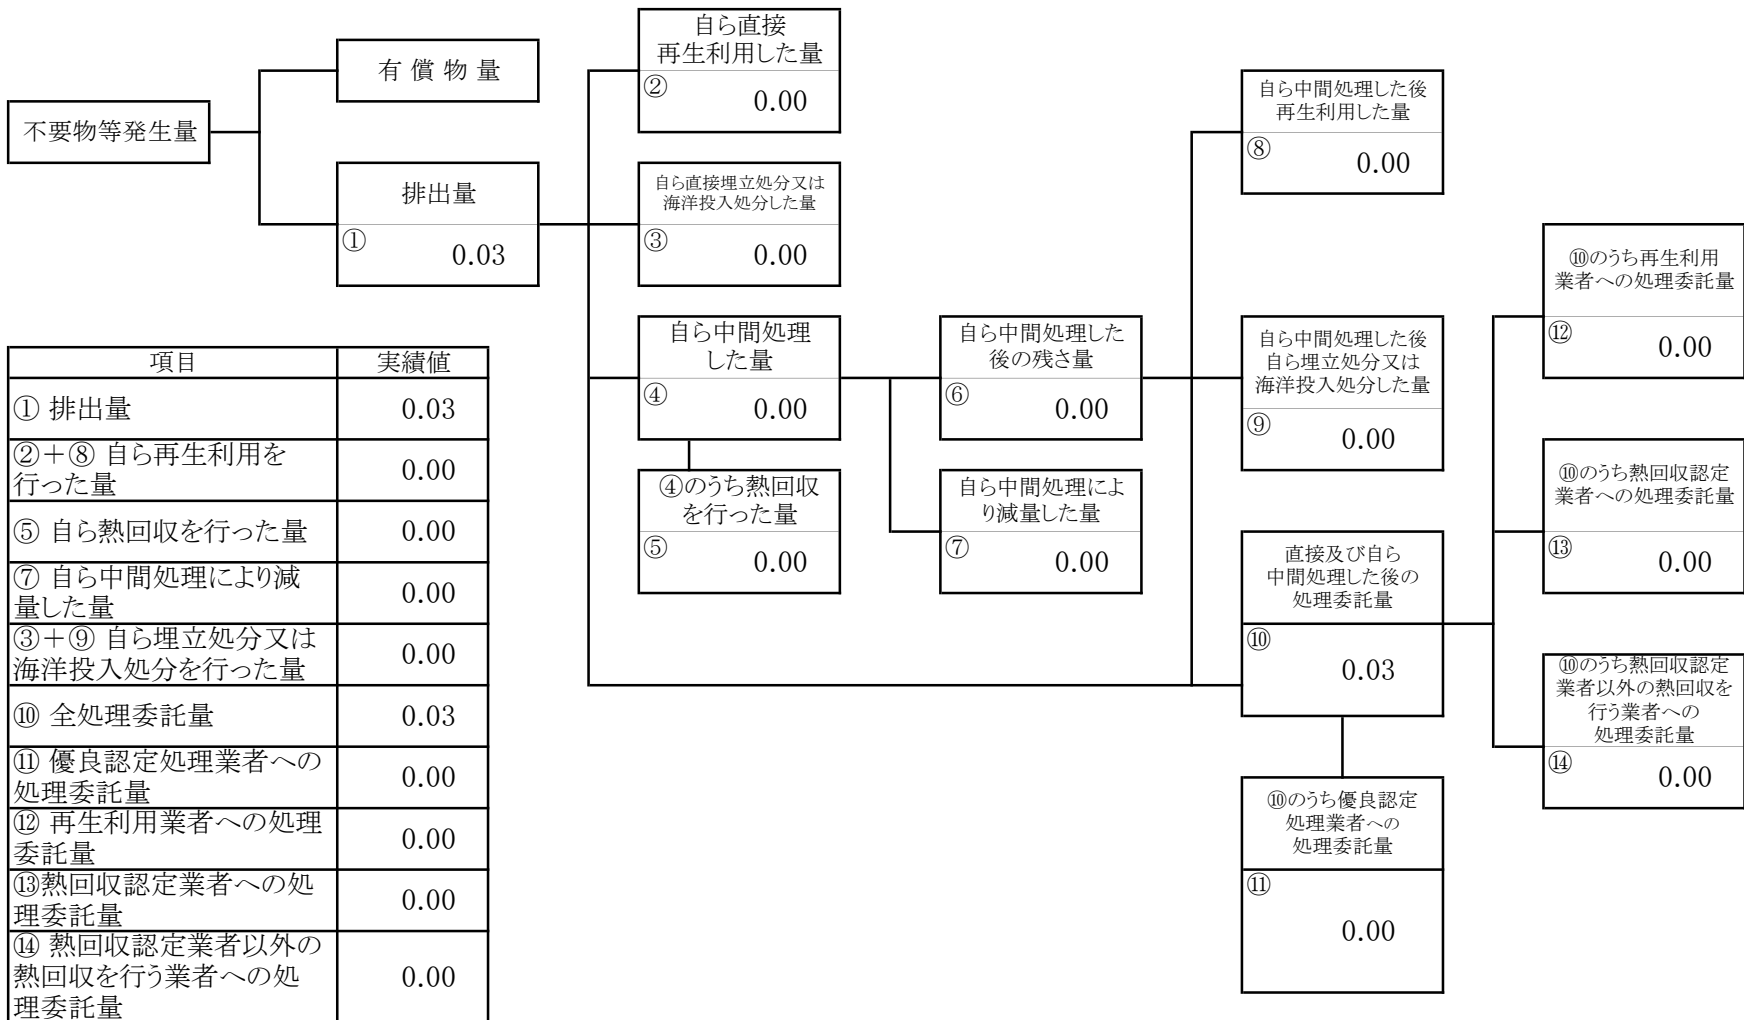 自ら直接
再生利用した量
②
0.00
有 償 物 量
不要物等発生量
排出量
①
0.03
自ら直接埋立処分又は
海洋投入処分した量
③
0.00
自ら中間処理
した量
④
0.00
④のうち熱回収
を行った量
⑤
0.00
自ら中間処理した
後の残さ量
⑥
0.00
自ら中間処理によ
り減量した量
⑦
0.00
自ら中間処理した後
再生利用した量
⑧
0.00
自ら中間処理した後
自ら埋立処分又は
海洋投入処分した量
⑨
0.00
直接及び自ら
中間処理した後の
処理委託量
⑩
0.03
⑩のうち優良認定
処理業者への
処理委託量
⑪
0.00
⑩のうち再生利用
業者への処理委託量
⑫
0.00
⑩のうち熱回収認定
業者への処理委託量
⑬
0.00
⑩のうち熱回収認定
業者以外の熱回収を
行う業者への
処理委託量
⑭
0.00
項目 実績値
① 排出量 0.03
②+⑧ 自ら再生利用を
行った量 0.00
⑤ 自ら熱回収を行った量 0.00
⑦ 自ら中間処理により減
量した量 0.00
③+⑨ 自ら埋立処分又は
海洋投入処分を行った量 0.00
⑩ 全処理委託量 0.03
⑪ 優良認定処理業者への
処理委託量 0.00
⑫ 再生利用業者への処理
委託量 0.00
⑬熱回収認定業者への処
理委託量 0.00
⑭ 熱回収認定業者以外の
熱回収を行う業者への処
理委託量 0.00